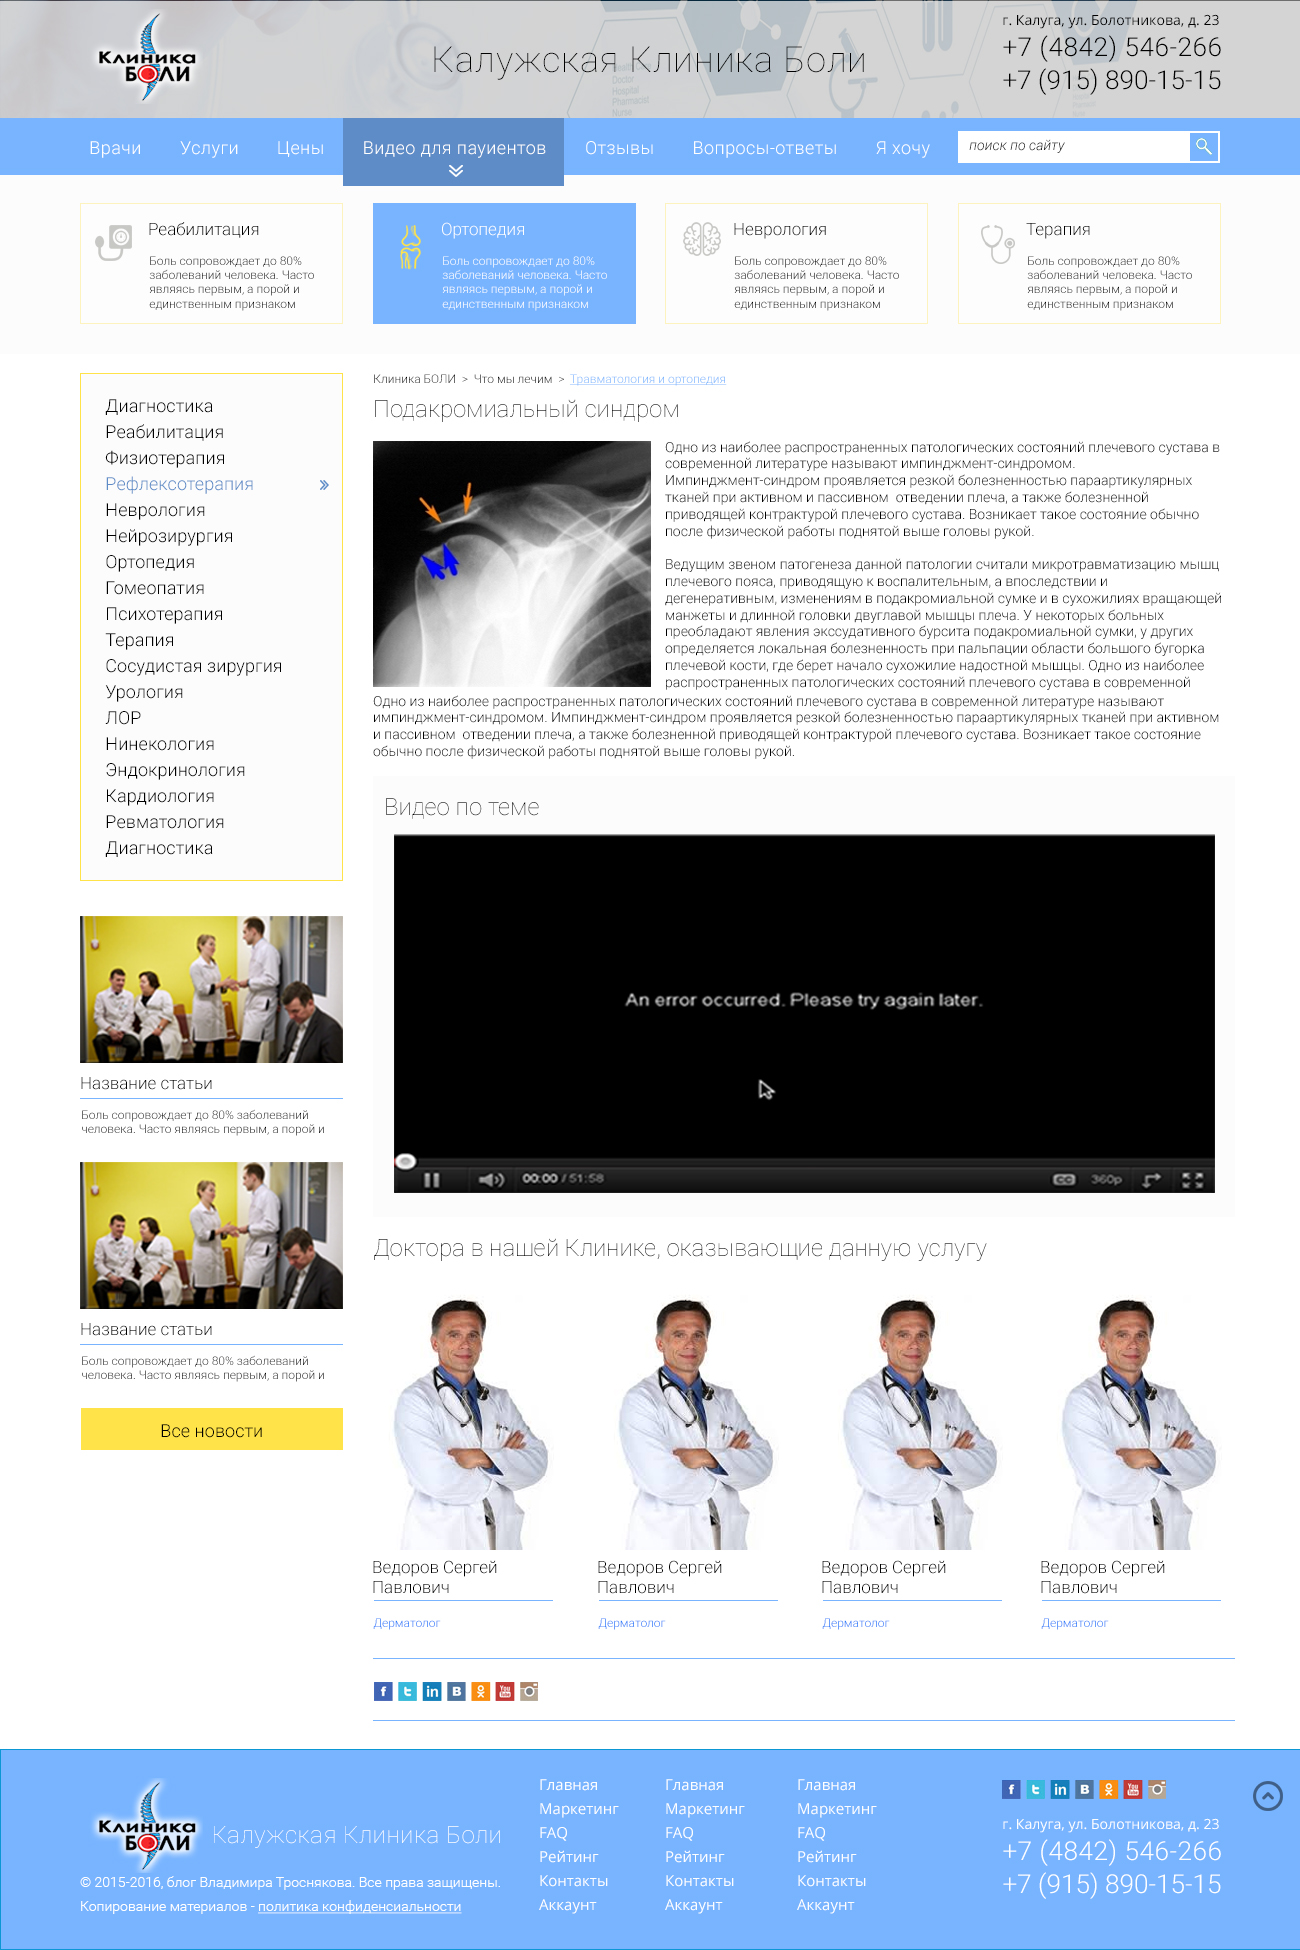 Клиника
БОЛИ
Калужская Клиника Боли
г. Калуга, ул. Болотникова, д. 23
+7 (4842) 546-266
+7 (915) 890-15-15
Doctor
Hospital
Pharmacist
Nurse
Врачи
Услуги
Цены
Видео для пауиентов
Отзывы
Вопросы-ответы
Я хочу
поиск по сайту
Реабилитация
Боль сопровождает до 80%
заболеваний человека. Часто
являясь первым, а порой и
единственным признаком
Ортопедия
Боль сопровождает до 80%
заболеваний человека. Часто
являясь первым, а порой и
единственным признаком
Неврология
Боль сопровождает до 80%
заболеваний человека. Часто
являясь первым, а порой и
единственным признаком
Терапия
Боль сопровождает до 80%
заболеваний человека. Часто
являясь первым, а порой и
единственным признаком
Диагностика
Реабилитация
Физиотерапия
Рефлексотерапия »
Неврология
Нейрозиругия
Ортопедия
Гомеопатия
Психотерапия
Терапия
Сосудистая зирургия
Урология
ЛОР
Нинекология
Эндокринология
Кардиология
Ревматология
Диагностика
Название статьи
Боль сопровождает до 80% заболеваний
человека. Часто являясь первым, а порой и
Название статьи
Боль сопровождает до 80% заболеваний
человека. Часто являясь первым, а порой и
Все новости
Клиника БОЛИ > Что мы лечим > Травматология и ортопедия
Подакромиальный синдром
Одно из наиболее распространенных патологических состояний плечевого сустава в
современной литературе называют импинджмент-синдромом.
Импинджмент-синдром проявляется резкой болезненностью параартикулярных
тканей при активном и пассивном отведении плеча, а также болезненной
приводящей контрактурой плечевого сустава. Возникает такое состояние обычно
после физической работы поднятой выше головы рукой.
Ведущим звеном патогенеза данной патологии считали микротравматизацию мышц
плечевого пояса, приводящую к воспалительным, а впоследствии и
дегенеративным, изменениям в подакромиальной сумке и в сухожилиях вращающей
манжеты и длинной головки двуглавой мышцы плеча. У некоторых больных
преобладают явления экссудативного бурсита подакромиальной сумки, у других
определяется локальная болезненность при пальпации области большого бугорка
плечевой кости, где берет начало сухожилие надостной мышцы. Одно из наиболее
распространенных патологических состояний плечевого сустава в современной
Одно из наиболее распространенных патологических состояний плечевого сустава в современной литературе называют
импинджмент-синдромом. Импинджмент-синдром проявляется резкой болезненностью параартикулярных тканей при активном
и пассивном отведении плеча, а также болезненной приводящей контрактурой плечевого сустава. Возникает такое состояние
обычно после физической работы поднятой выше головы рукой.
Видео по теме
An error occurred. Please try again later.
00:00 / 51:58
CC
360p
Доктора в нашей Клинике, оказывающие данную услугу
Ведоров Сергей
Павлович
Дерматолог
Ведоров Сергей
Павлович
Дерматолог
Ведоров Сергей
Павлович
Дерматолог
Ведоров Сергей
Павлович
Дерматолог
Клиника
БОЛИ
Калужская Клиника Боли
© 2015-2016, блог Владимира Троснякова. Все права защищены.
Копирование материалов - политика конфиденсиальности
Главная
Маркетинг
FAQ
Рейтинг
Контакты
Аккаунт
Главная
Маркетинг
FAQ
Рейтинг
Контакты
Аккаунт
Главная
Маркетинг
FAQ
Рейтинг
Контакты
Аккаунт
г. Калуга, ул. Болотникова, д. 23
+7 (4842) 546-266
+7 (915) 890-15-15